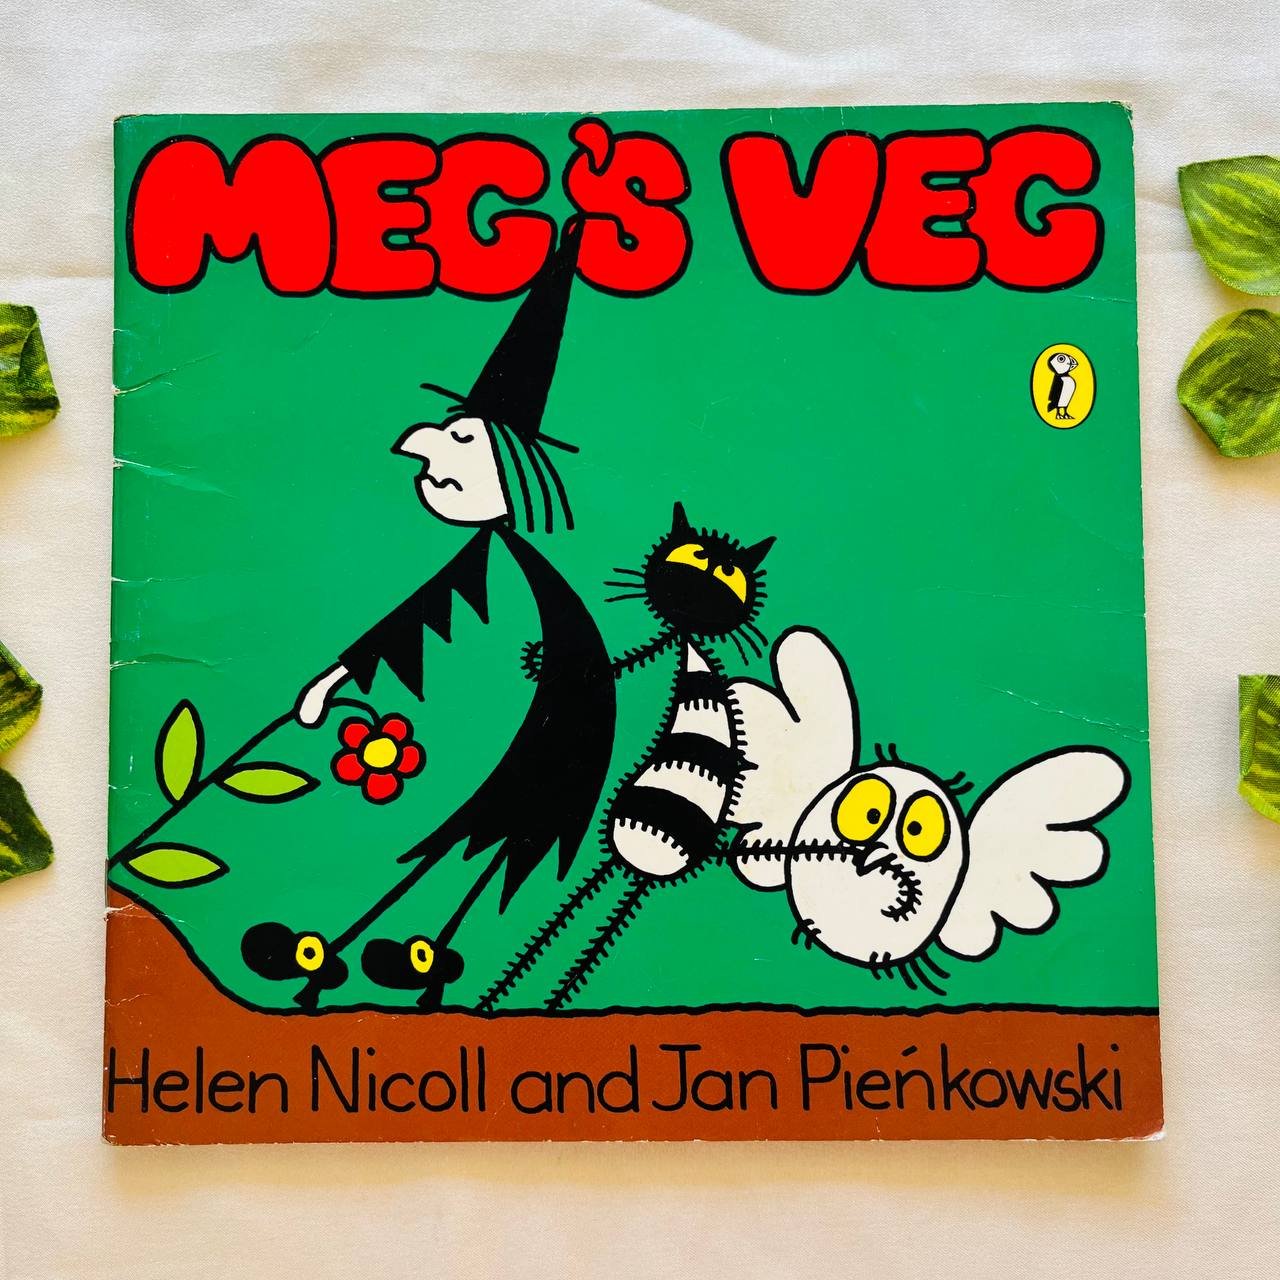 MEG'S VEG
Helen Nicoll and Jan Pieńkowski